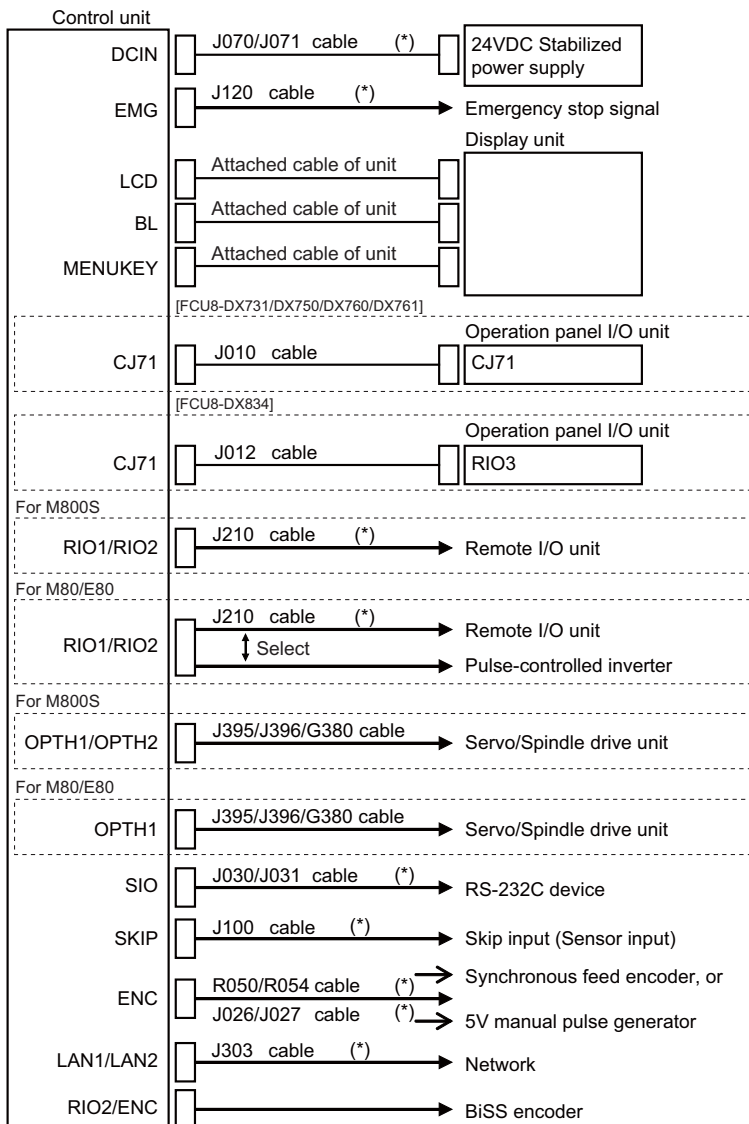 Control unit
DCIN
J070/J071 cable (*)
24VDC Stabilized
power supply
EMG
J120 cable (*)
Emergency stop signal
Display unit
LCD
Attached cable of unit
BL
Attached cable of unit
MENUKEY
Attached cable of unit
[FCU8-DX731/DX750/DX760/DX761]
Operation panel I/O unit
CJ71
J010 cable
CJ71
[FCU8-DX834]
Operation panel I/O unit
CJ71
J012 cable
RIO3
For M800S
RIO1/RIO2
J210 cable (*)
Remote I/O unit
For M80/E80
RIO1/RIO2
J210 cable (*)
Remote I/O unit
Select
Pulse-controlled inverter
For M800S
OPTH1/OPTH2
J395/J396/G380 cable
Servo/Spindle drive unit
For M80/E80
OPTH1
J395/J396/G380 cable
Servo/Spindle drive unit
SIO
J030/J031 cable (*)
RS-232C device
SKIP
J100 cable (*)
Skip input (Sensor input)
ENC
R050/R054 cable (*)
Synchronous feed encoder, or
J026/J027 cable (*)
5V manual pulse generator
LAN1/LAN2
J303 cable (*)
Network
RIO2/ENC
BiSS encoder